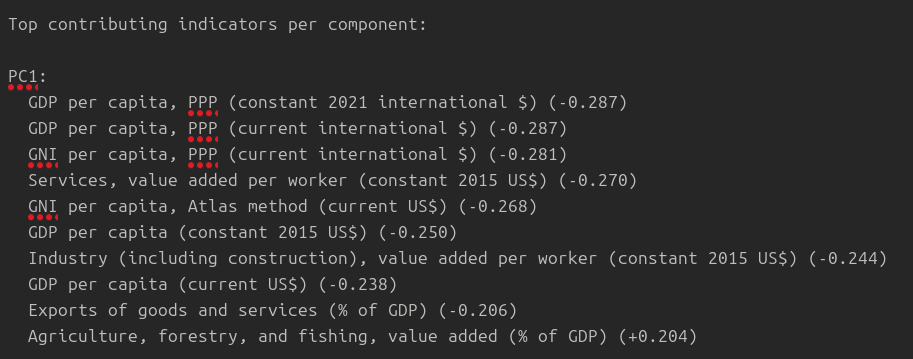 Top contributing indicators per component:
PC1:
GDP per capita, PPP (constant 2021 international $) (-0.287)
GDP per capita, PPP (current international $) (-0.287)
GNI per capita, PPP (current international $) (-0.281)
Services, value added per worker (constant 2015 US$) (-0.270)
GNI per capita, Atlas method (current US$) (-0.268)
GDP per capita (constant 2015 US$) (-0.250)
Industry (including construction), value added per worker (constant 2015 US$) (-0.244)
GDP per capita (current US$) (-0.238)
Exports of goods and services (% of GDP) (-0.206)
Agriculture, forestry, and fishing, value added (% of GDP) (+0.204)